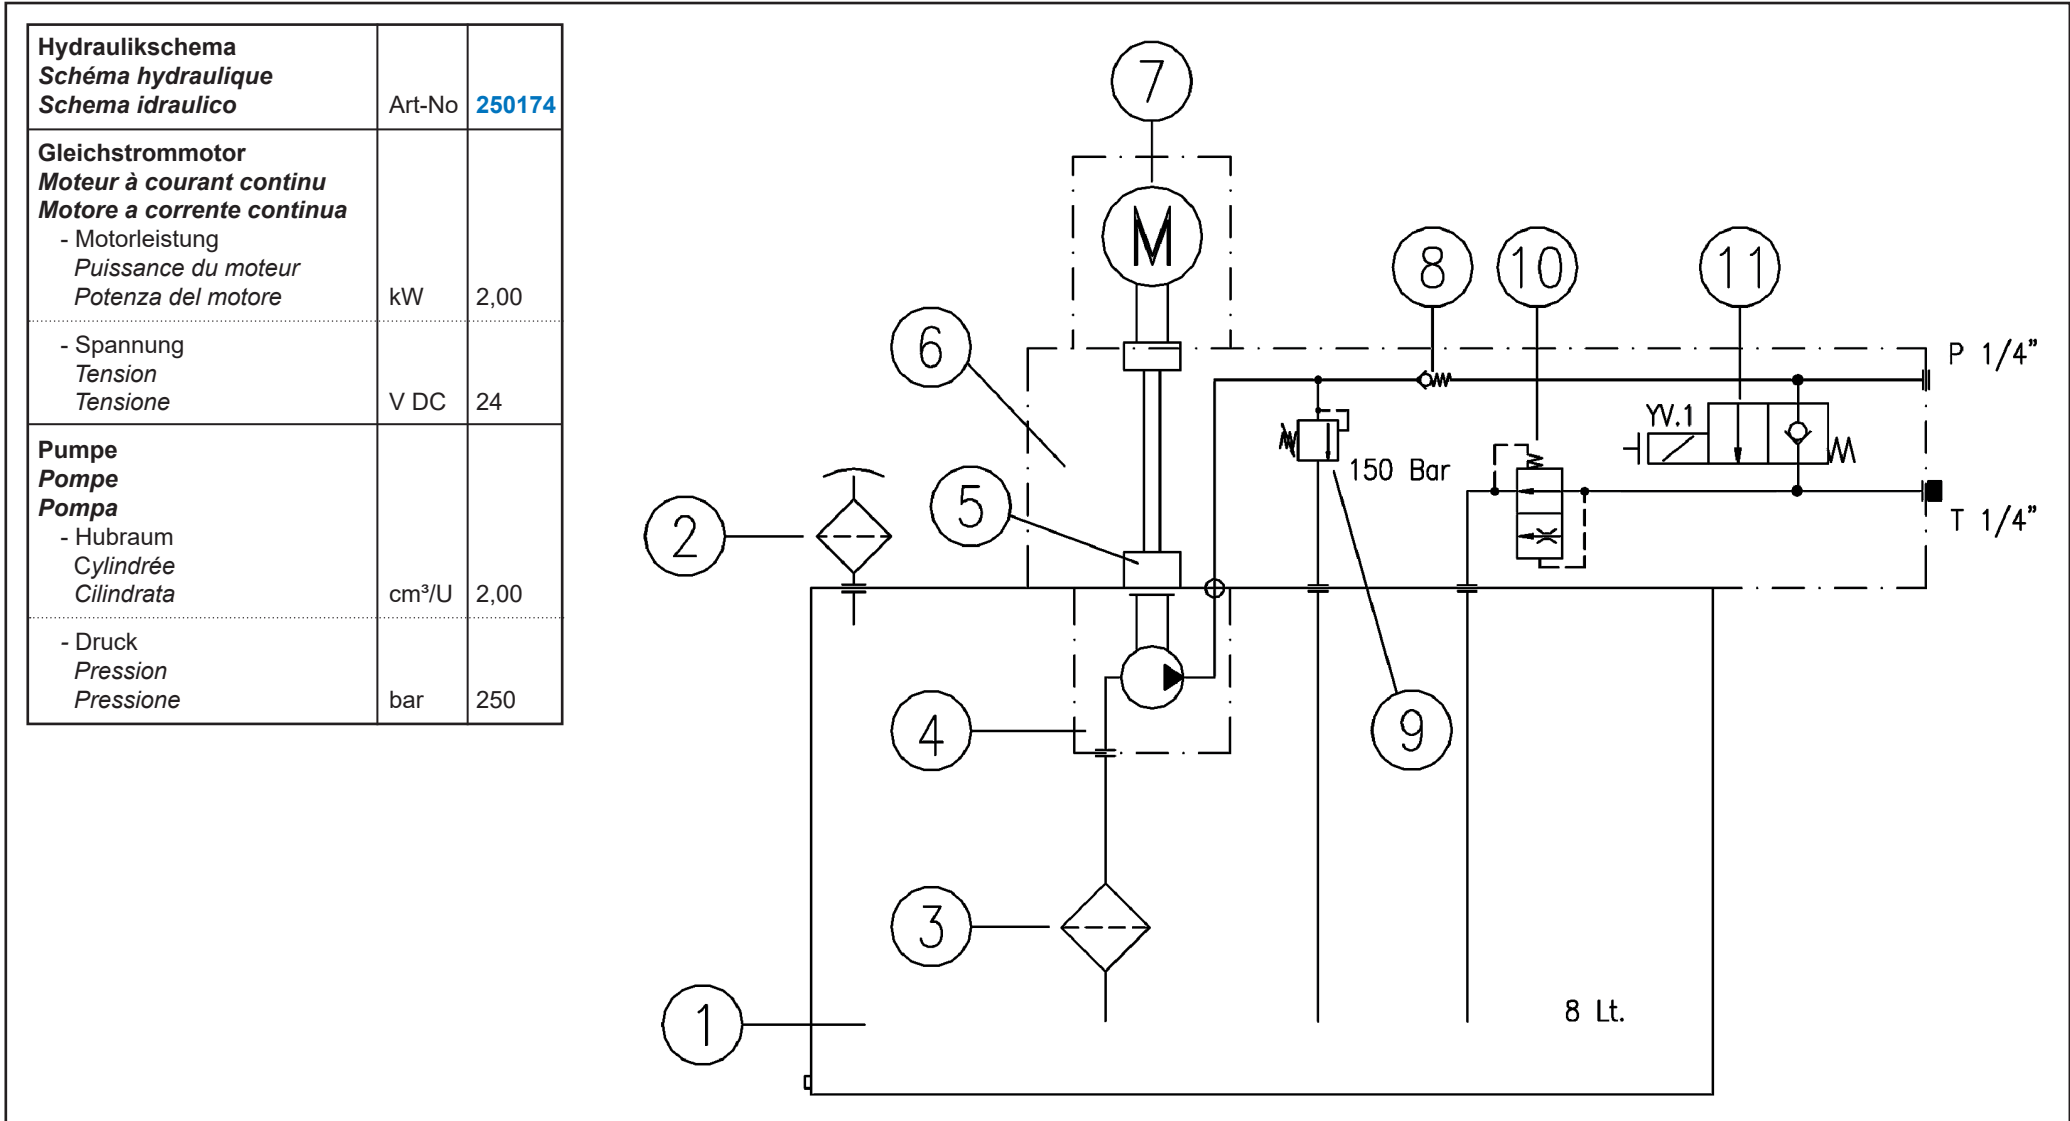 Hydraulikschema
Schéma hydraulique
Schema idraulico Art-No 250174
Gleichstrommotor
Moteur à courant continu
Motore a corrente continua
- Motorleistung
Puissance du moteur
Potenza del motore kW 2,00
- Spannung
Tension
Tensione V DC 24
Pumpe
Pompe
Pompa
- Hubraum
Cylindrée
Cilindrata cm³/U 2,00
- Druck
Pression
Pressione bar 250
7
M
8
10
11
6
P 1/4”
YV.1
150 Bar
5
2
T 1/4”
4
9
3
1
8 Lt.